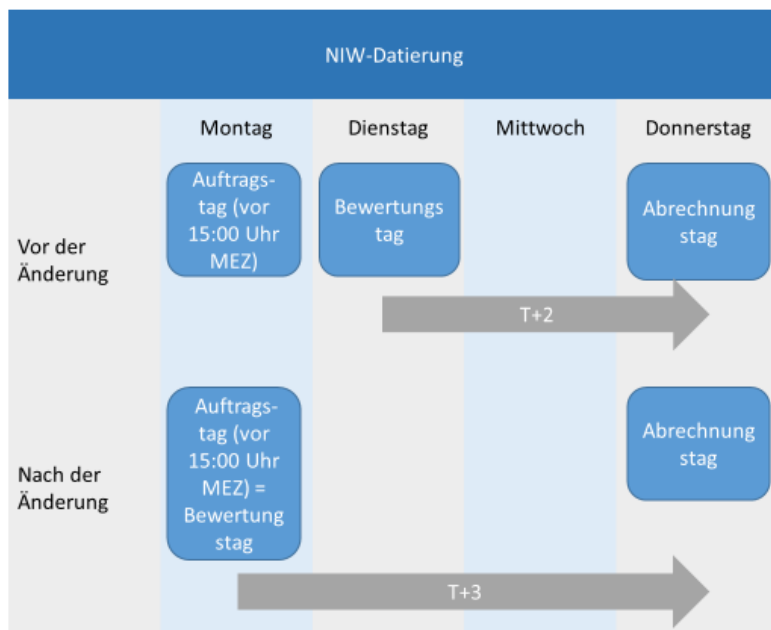 NIW-Datierung
Montag
Dienstag
Mittwoch
Donnerstag
Vor der
Änderung
Auftrags-
tag (vor
15:00 Uhr
MEZ)
Bewertungs
tag
Abrechnung
stag
T+2
Nach der
Änderung
Auftrags-
tag (vor
15:00 Uhr
MEZ) =
Bewertung
stag
Abrechnung
stag
T+3